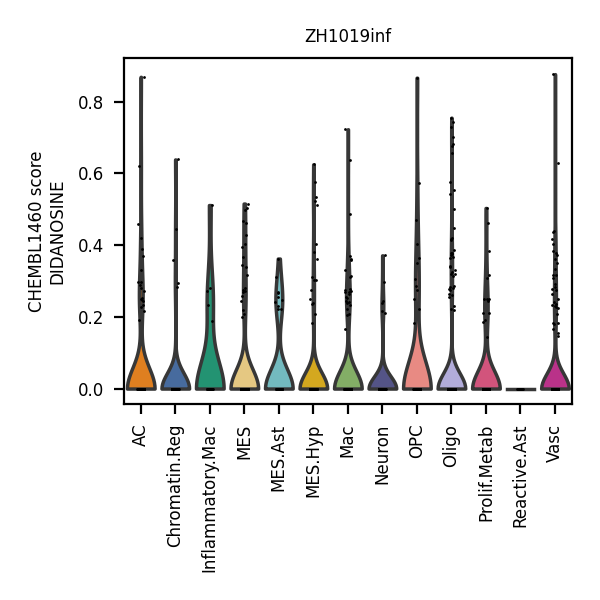 ZH1019inf
CHEMBL1460 score
DIDANOSINE
0.8
0.6
0.4
0.2
0.0
AC
Chromatin.Reg
Inflammatory.Mac
MES
MES.Ast
MES.Hyp
Mac
Neuron
OPC
Oligo
Prolif.Metab
Reactive.Ast
Vasc